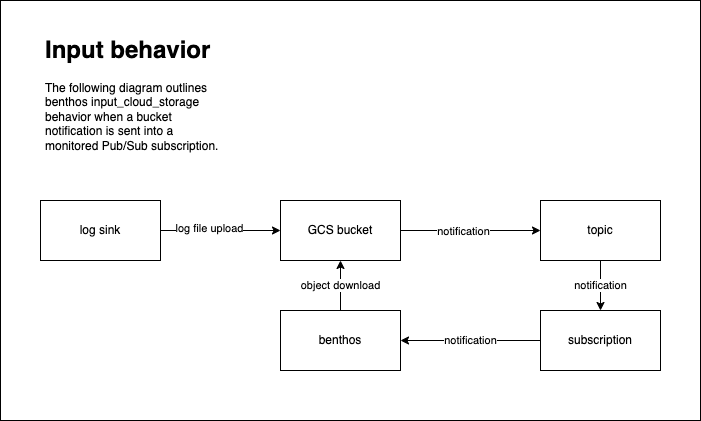 Input behavior
The following diagram outlines
benthos input_cloud_storage
behavior when a bucket
notification is sent into a
monitored Pub/Sub subscription.
log sink
log file upload
GCS bucket
notification
topic
object download
notification
benthos
notification
subscription